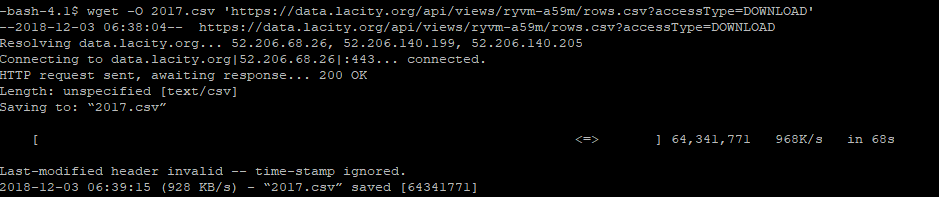 -bash-4.1$ wget -O 2017.csv 'https://data.lacity.org/api/views/ryvm-a59m/rows.csv?accessType=DOWNLOAD'
--2018-12-03 06:38:04--  https://data.lacity.org/api/views/ryvm-a59m/rows.csv?accessType=DOWNLOAD
Resolving data.lacity.org... 52.206.68.26, 52.206.140.199, 52.206.140.205
Connecting to data.lacity.org|52.206.68.26|:443... connected.
HTTP request sent, awaiting response... 200 OK
Length: unspecified [text/csv]
Saving to: “2017.csv”
[ <=> ] 64,341,771 968K/s in 68s
Last-modified header invalid -- time-stamp ignored.
2018-12-03 06:39:15 (928 KB/s) - “2017.csv” saved [64341771]